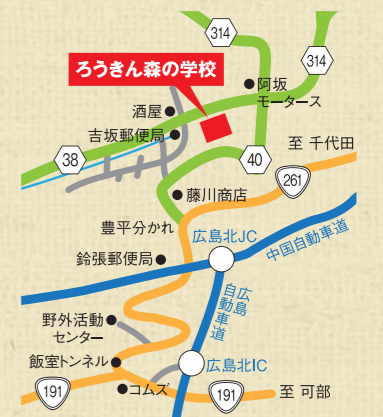 314
314
ろうきん森の学校
阿坂
モータース
酒屋
吉坂郵便局
至 千代田
38
40
261
藤川商店
豊平分かれ
広島北JC
中国自動車道
鈴張郵便局
広島
自動車道
野外活動
センター
飯室トンネル
広島北IC
191
コムズ
191
至 可部